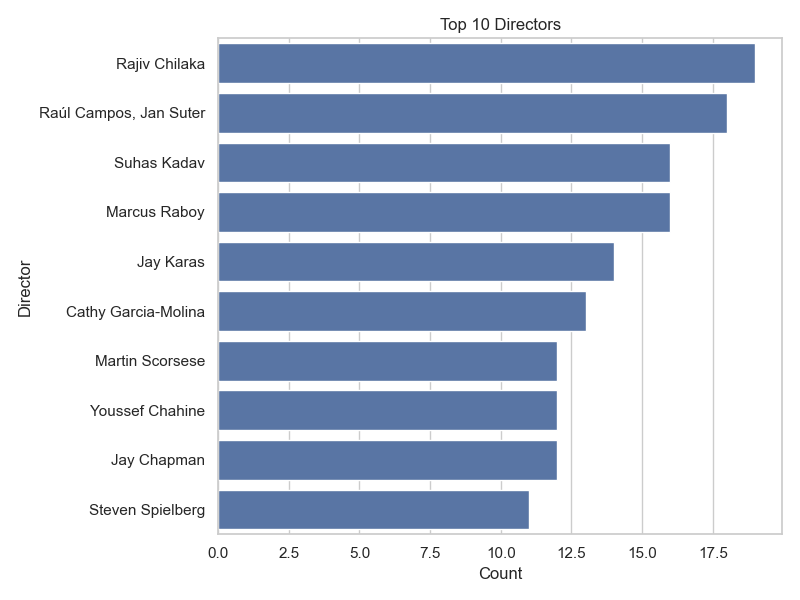 Top 10 Directors
Director
Rajiv Chilaka
Raúl Campos, Jan Suter
Suhas Kadav
Marcus Raboy
Jay Karas
Cathy Garcia-Molina
Martin Scorsese
Youssef Chahine
Jay Chapman
Steven Spielberg
0.0 2.5 5.0 7.5 10.0 12.5 15.0 17.5
Count